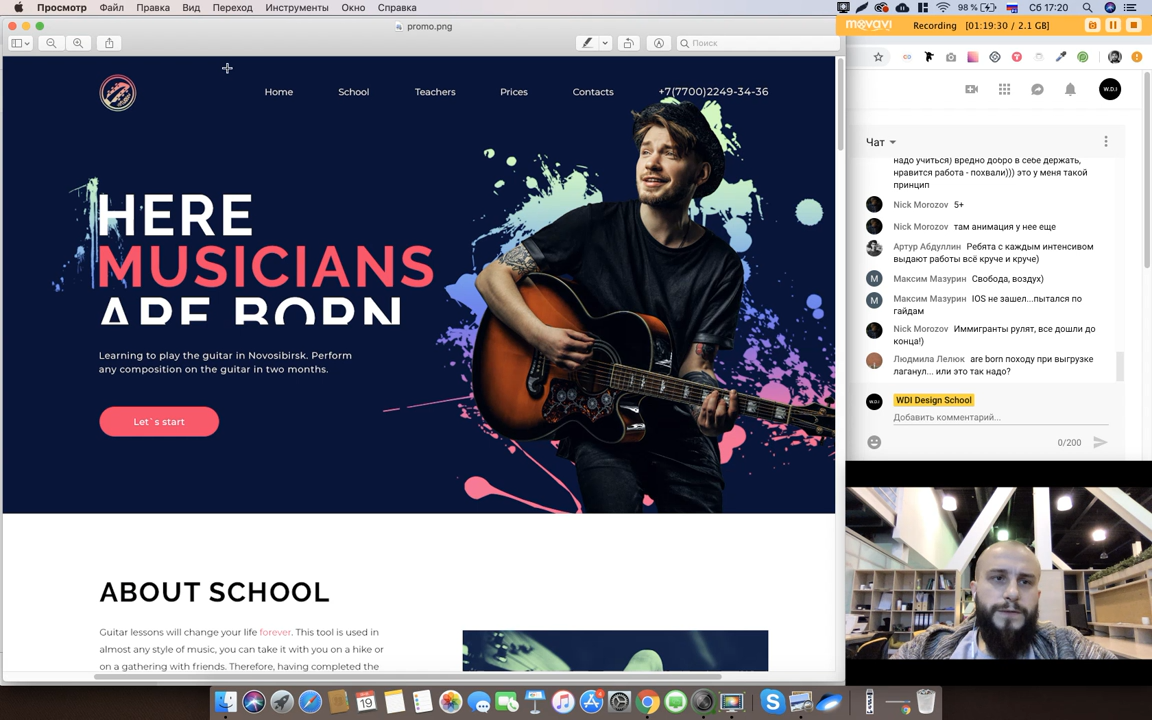 Просмотр Файл Правка Вид Переход Инструменты Окно Справка
98 % Сб 17:20
promo.png
Поиск
movavi Recording [01:19:30 / 2.1 GB]
Home School Teachers Prices Contacts +7(7700)2249-34-36
HERE
MUSICIANS
ARE BORN
Learning to play the guitar in Novosibirsk. Perform
any composition on the guitar in two months.
Let`s start
ABOUT SCHOOL
Guitar lessons will change your life forever. This tool is used in
almost any style of music, you can take it with you on a hike or
on a gathering with friends. Therefore, having completed the
W.D.I
Чат
надо учиться) вредно добро в себе держать,
нравится работа - похвали))) это у меня такой
принцип
Nick Morozov 5+
Nick Morozov там анимация у нее еще
Артур Абдуллин Ребята с каждым интенсивом
выдают работы всё круче и круче)
М Максим Мазурин Свобода, воздух)
М Максим Мазурин IOS не зашел...пытался по
гайдам
Nick Morozov Иммигранты рулят, все дошли до
конца!)
Людмила Лелюк are born походу при выгрузке
лаганул... или это так надо?
W.D.I WDI Design School
Добавить комментарий...
0/200
19